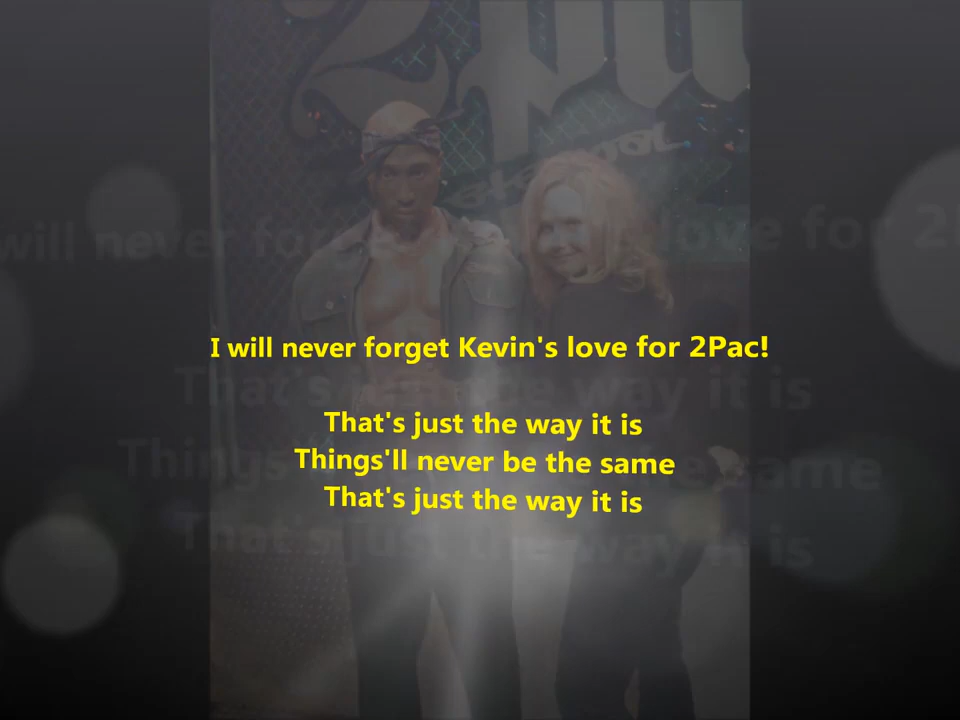 2Pac
I will never forget Kevin's love for 2Pac!
That's just the way it is
Things'll never be the same
That's just the way it is